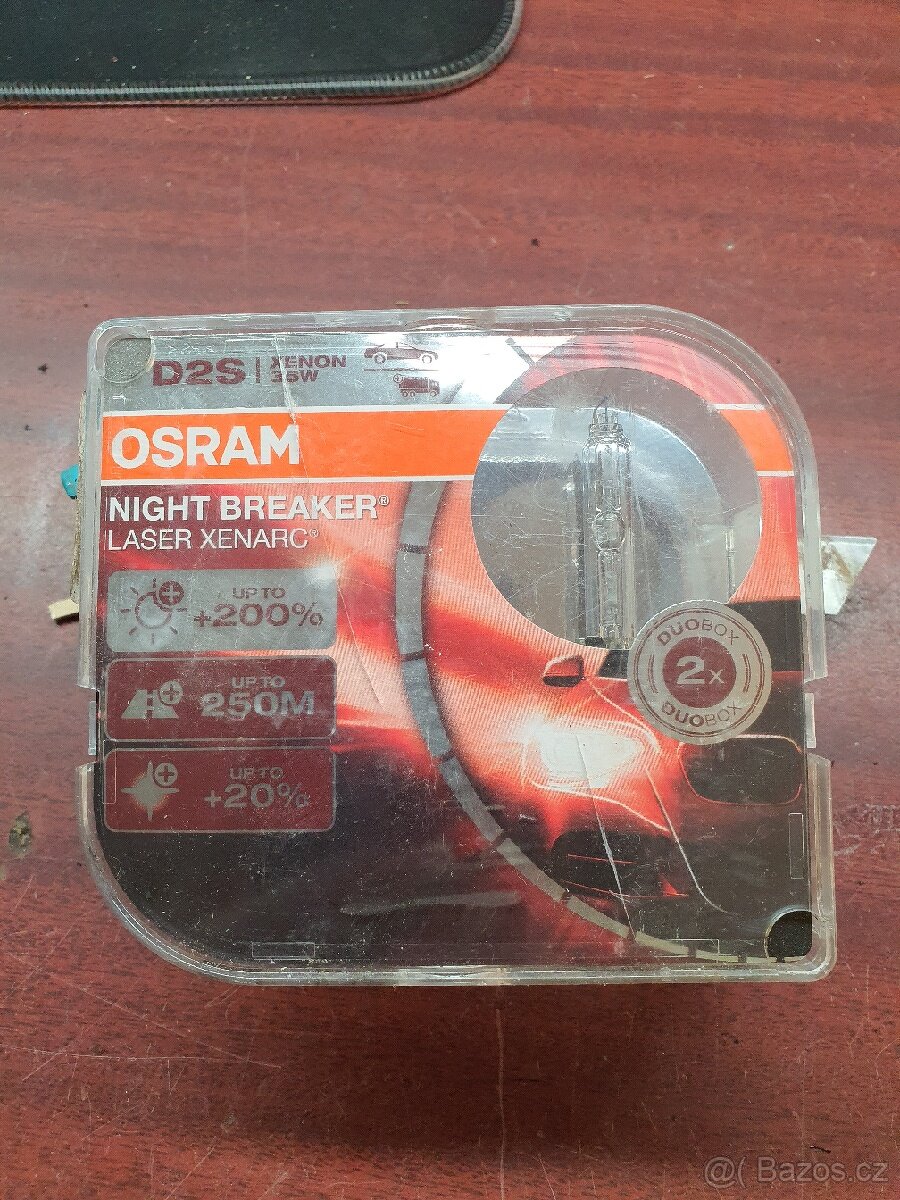 D2S | XENON
35W
OSRAM
NIGHT BREAKER®
LASER XENARC®
UP TO
+200%
UP TO
250M
UP TO
+20%
DUOBOX
2x
DUOBOX
@( Bazos.cz